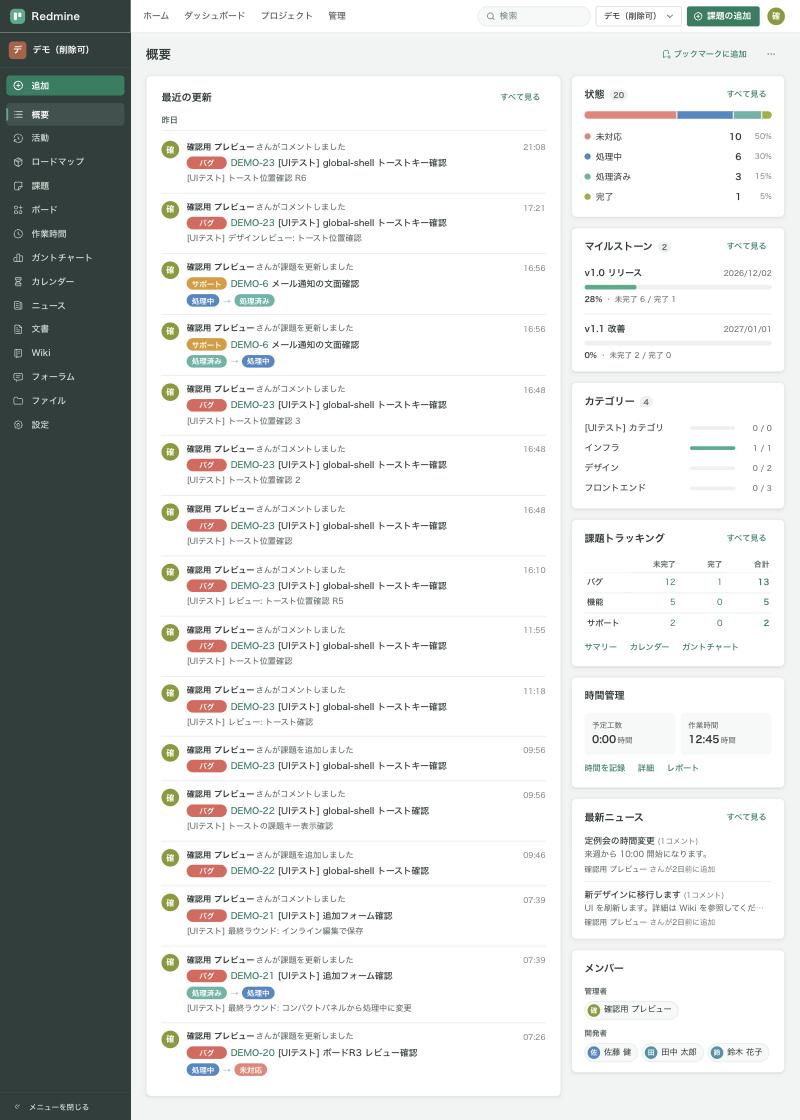 Redmine
ホーム ダッシュボード プロジェクト 管理
検索
デモ（削除可）
課題の追加
確
デ デモ（削除可）
追加
概要
活動
ロードマップ
課題
ボード
作業時間
ガントチャート
カレンダー
ニュース
文書
Wiki
フォーラム
ファイル
設定
メニューを閉じる
概要
ブックマークに追加
…
最近の更新 すべて見る
昨日
確 確認用 プレビュー さんがコメントしました 21:08
バグ DEMO-23 [UIテスト] global-shell トーストキー確認
[UIテスト] トースト位置確認 R6
確 確認用 プレビュー さんがコメントしました 17:21
バグ DEMO-23 [UIテスト] global-shell トーストキー確認
[UIテスト] デザインレビュー: トースト位置確認
確 確認用 プレビュー さんが課題を更新しました 16:56
サポート DEMO-6 メール通知の文面確認
処理中 → 処理済み
確 確認用 プレビュー さんが課題を更新しました 16:56
サポート DEMO-6 メール通知の文面確認
処理済み → 処理中
確 確認用 プレビュー さんがコメントしました 16:48
バグ DEMO-23 [UIテスト] global-shell トーストキー確認
[UIテスト] トースト位置確認 3
確 確認用 プレビュー さんがコメントしました 16:48
バグ DEMO-23 [UIテスト] global-shell トーストキー確認
[UIテスト] トースト位置確認 2
確 確認用 プレビュー さんがコメントしました 16:48
バグ DEMO-23 [UIテスト] global-shell トーストキー確認
[UIテスト] トースト位置確認
確 確認用 プレビュー さんがコメントしました 16:10
バグ DEMO-23 [UIテスト] global-shell トーストキー確認
[UIテスト] レビュー: トースト位置確認 R5
確 確認用 プレビュー さんがコメントしました 11:55
バグ DEMO-23 [UIテスト] global-shell トーストキー確認
[UIテスト] トースト位置確認
確 確認用 プレビュー さんがコメントしました 11:18
バグ DEMO-23 [UIテスト] global-shell トーストキー確認
[UIテスト] レビュー: トースト確認
確 確認用 プレビュー さんが課題を追加しました 09:56
バグ DEMO-23 [UIテスト] global-shell トーストキー確認
確 確認用 プレビュー さんがコメントしました 09:56
バグ DEMO-22 [UIテスト] global-shell トースト確認
[UIテスト] トーストの課題キー表示確認
確 確認用 プレビュー さんが課題を追加しました 09:46
バグ DEMO-22 [UIテスト] global-shell トースト確認
確 確認用 プレビュー さんがコメントしました 07:39
バグ DEMO-21 [UIテスト] 追加フォーム確認
[UIテスト] 最終ラウンド: インライン編集で保存
確 確認用 プレビュー さんが課題を更新しました 07:39
バグ DEMO-21 [UIテスト] 追加フォーム確認
処理済み → 処理中
[UIテスト] 最終ラウンド: コンパクトパネルから処理中に変更
確 確認用 プレビュー さんが課題を更新しました 07:26
バグ DEMO-20 [UIテスト] ボードR3 レビュー確認
処理中 → 未対応
状態 20 すべて見る
未対応 10 50%
処理中 6 30%
処理済み 3 15%
完了 1 5%
マイルストーン 2 すべて見る
v1.0 リリース 2026/12/02
28% · 未完了 6 / 完了 1
v1.1 改善 2027/01/01
0% · 未完了 2 / 完了 0
カテゴリー 4
[UIテスト] カテゴリ 0 / 0
インフラ 1 / 1
デザイン 0 / 2
フロントエンド 0 / 3
課題トラッキング すべて見る
未完了 完了 合計
バグ 12 1 13
機能 5 0 5
サポート 2 0 2
サマリー カレンダー ガントチャート
時間管理
予定工数 作業時間
0:00 時間 12:45 時間
時間を記録 詳細 レポート
最新ニュース すべて見る
定例会の時間変更 (1コメント)
来週から 10:00 開始になります。
確認用 プレビュー さんが2日前に追加
新デザインに移行します (1コメント)
UI を刷新します。詳細は Wiki を参照してくだ…
確認用 プレビュー さんが2日前に追加
メンバー
管理者
確 確認用 プレビュー
開発者
佐 佐藤 健 田 田中 太郎 鈴 鈴木 花子